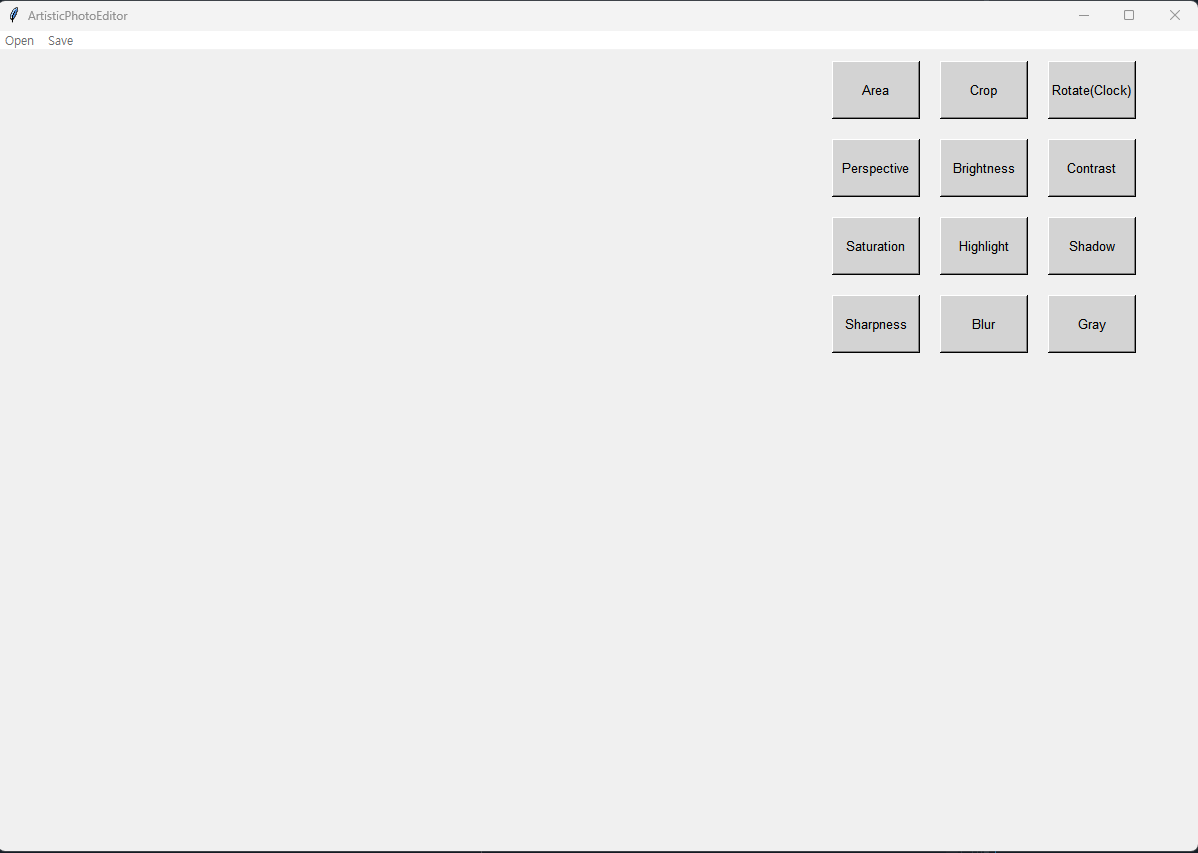 ArtisticPhotoEditor
Open Save
Area Crop Rotate(Clock)
Perspective Brightness Contrast
Saturation Highlight Shadow
Sharpness Blur Gray